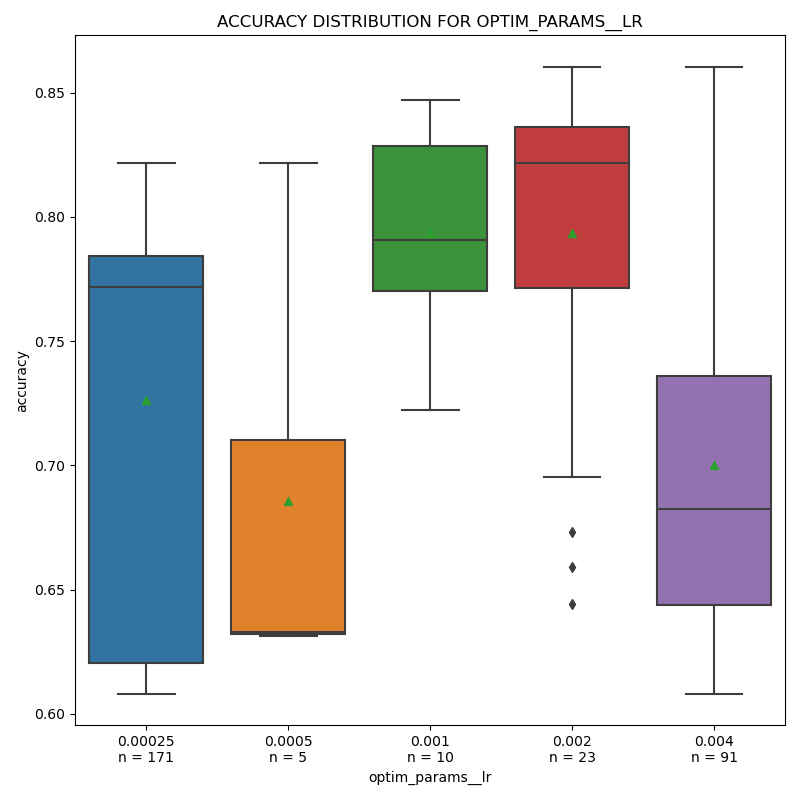 ACCURACY DISTRIBUTION FOR OPTIM_PARAMS__LR
accuracy
0.85
0.80
0.75
0.70
0.65
0.60
0.00025
n = 171
0.0005
n = 5
0.001
n = 10
0.002
n = 23
0.004
n = 91
optim_params__lr